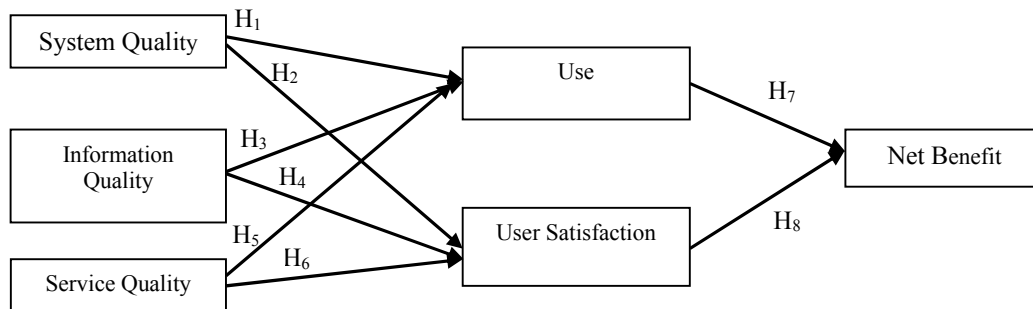 System Quality
H₁
H₂
Use
H₇
Information
Quality
H₃
H₄
Net Benefit
H₅
User Satisfaction
H₈
Service Quality
H₆